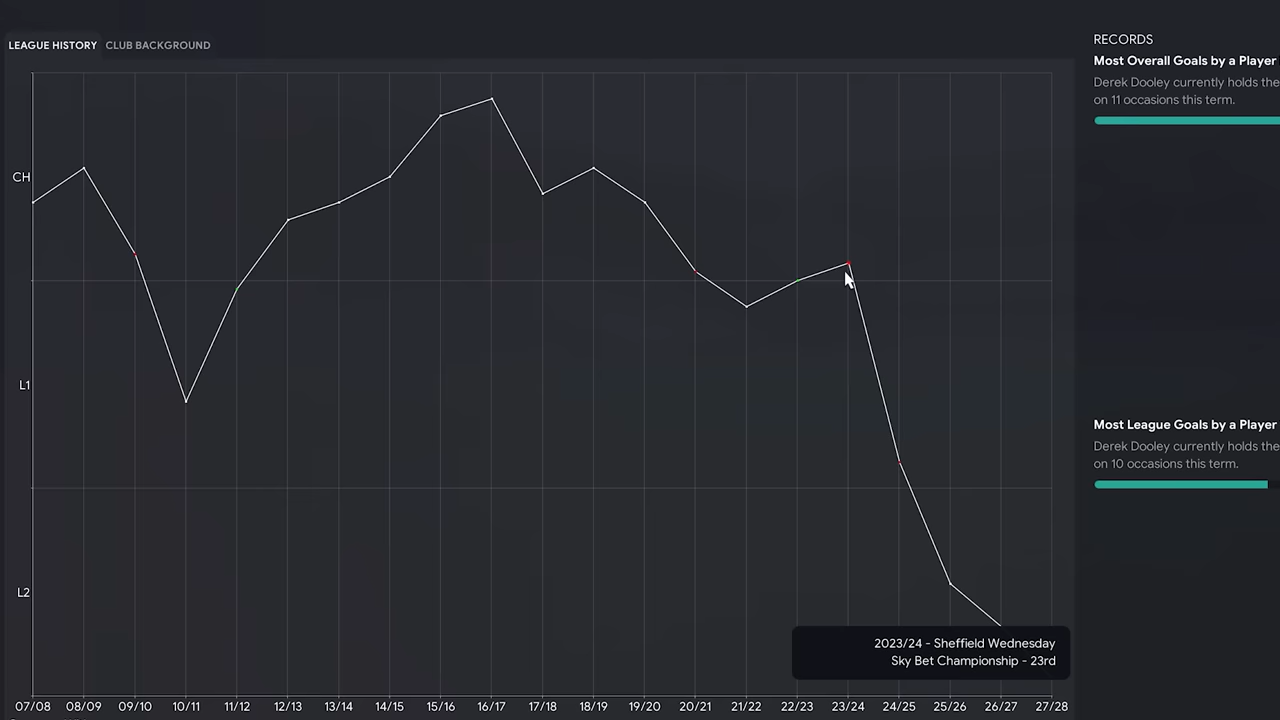 LEAGUE HISTORY
CLUB BACKGROUND
CH
L1
L2
07/08 08/09 09/10 10/11 11/12 12/13 13/14 14/15 15/16 16/17 17/18 18/19 19/20 20/21 21/22 22/23 23/24 24/25 25/26 26/27 27/28
2023/24 - Sheffield Wednesday
Sky Bet Championship - 23rd
RECORDS
Most Overall Goals by a Player
Derek Dooley currently holds the
on 11 occasions this term.
Most League Goals by a Player
Derek Dooley currently holds the
on 10 occasions this term.